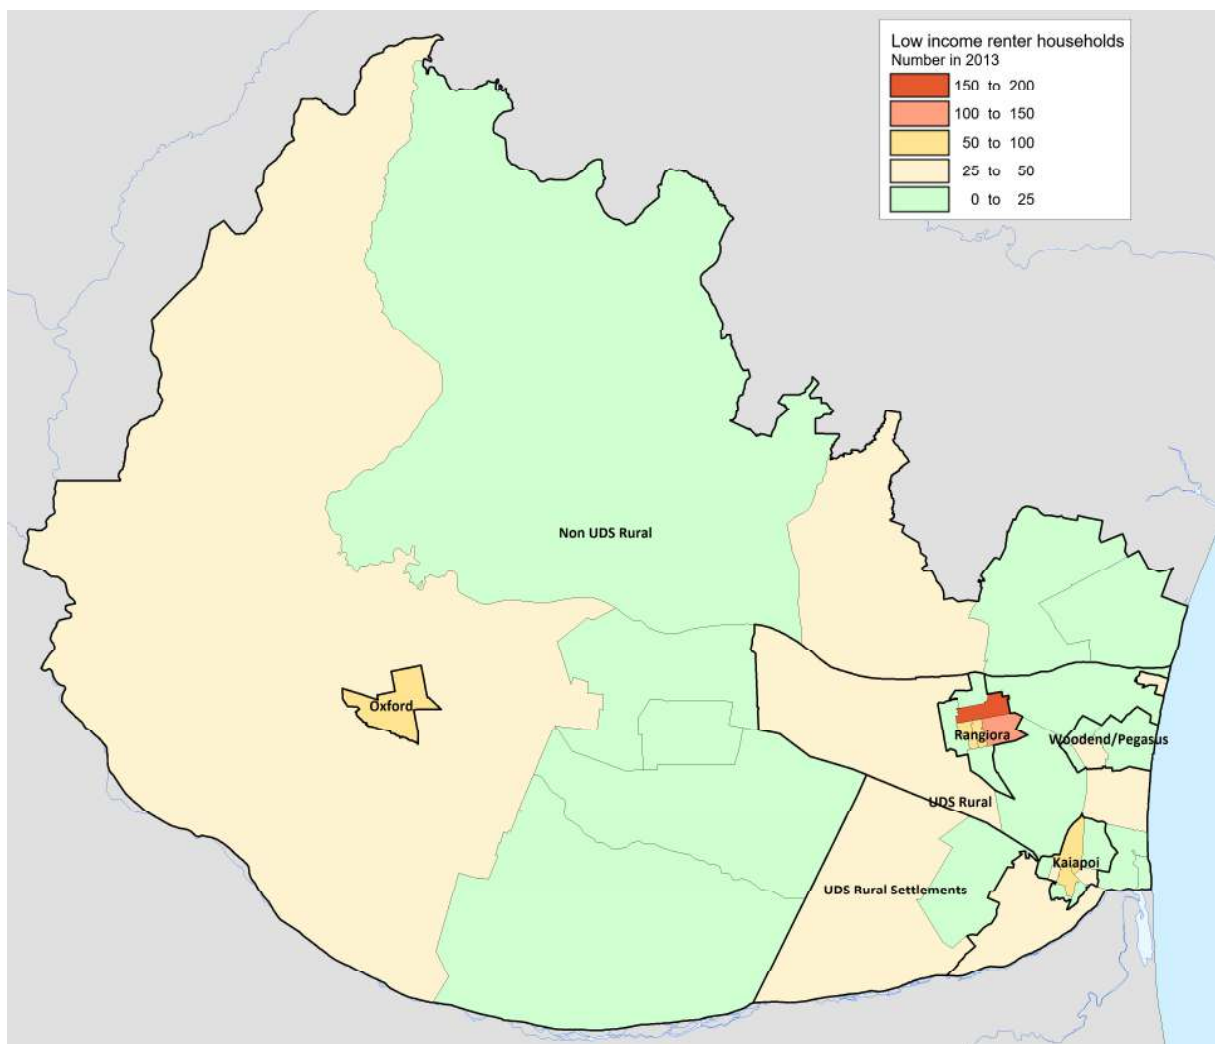 Low income renter households
Number in 2013
150 to 200
100 to 150
50 to 100
25 to 50
0 to 25
Non UDS Rural
Oxford
Rangiora
Woodend/Pegasus
UDS Rural
Kaiapoi
UDS Rural Settlements